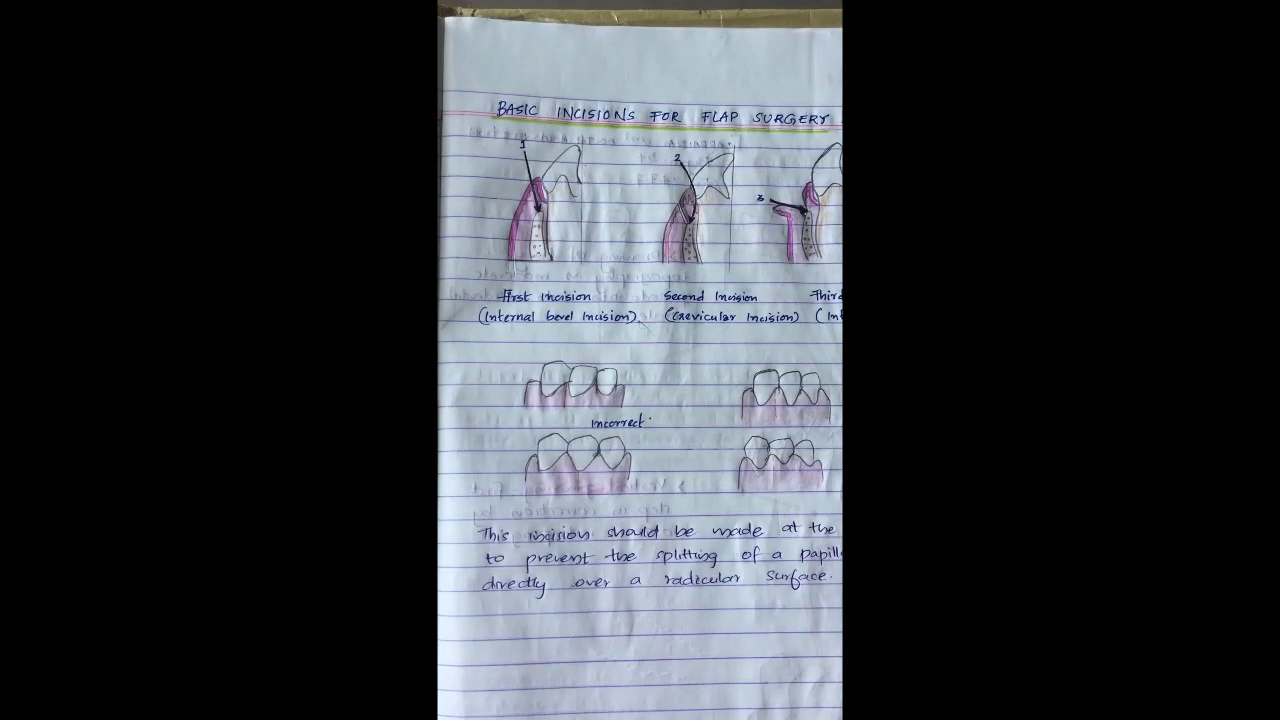 BASIC INCISIONS FOR FLAP SURGERY
1
2
3
First Incision
(Internal bevel Incision)
Second Incision
(Crevicular Incision)
Third
(Int
Incorrect.
This incision should be made at the
to prevent the splitting of a papill
directly over a radicular surface.